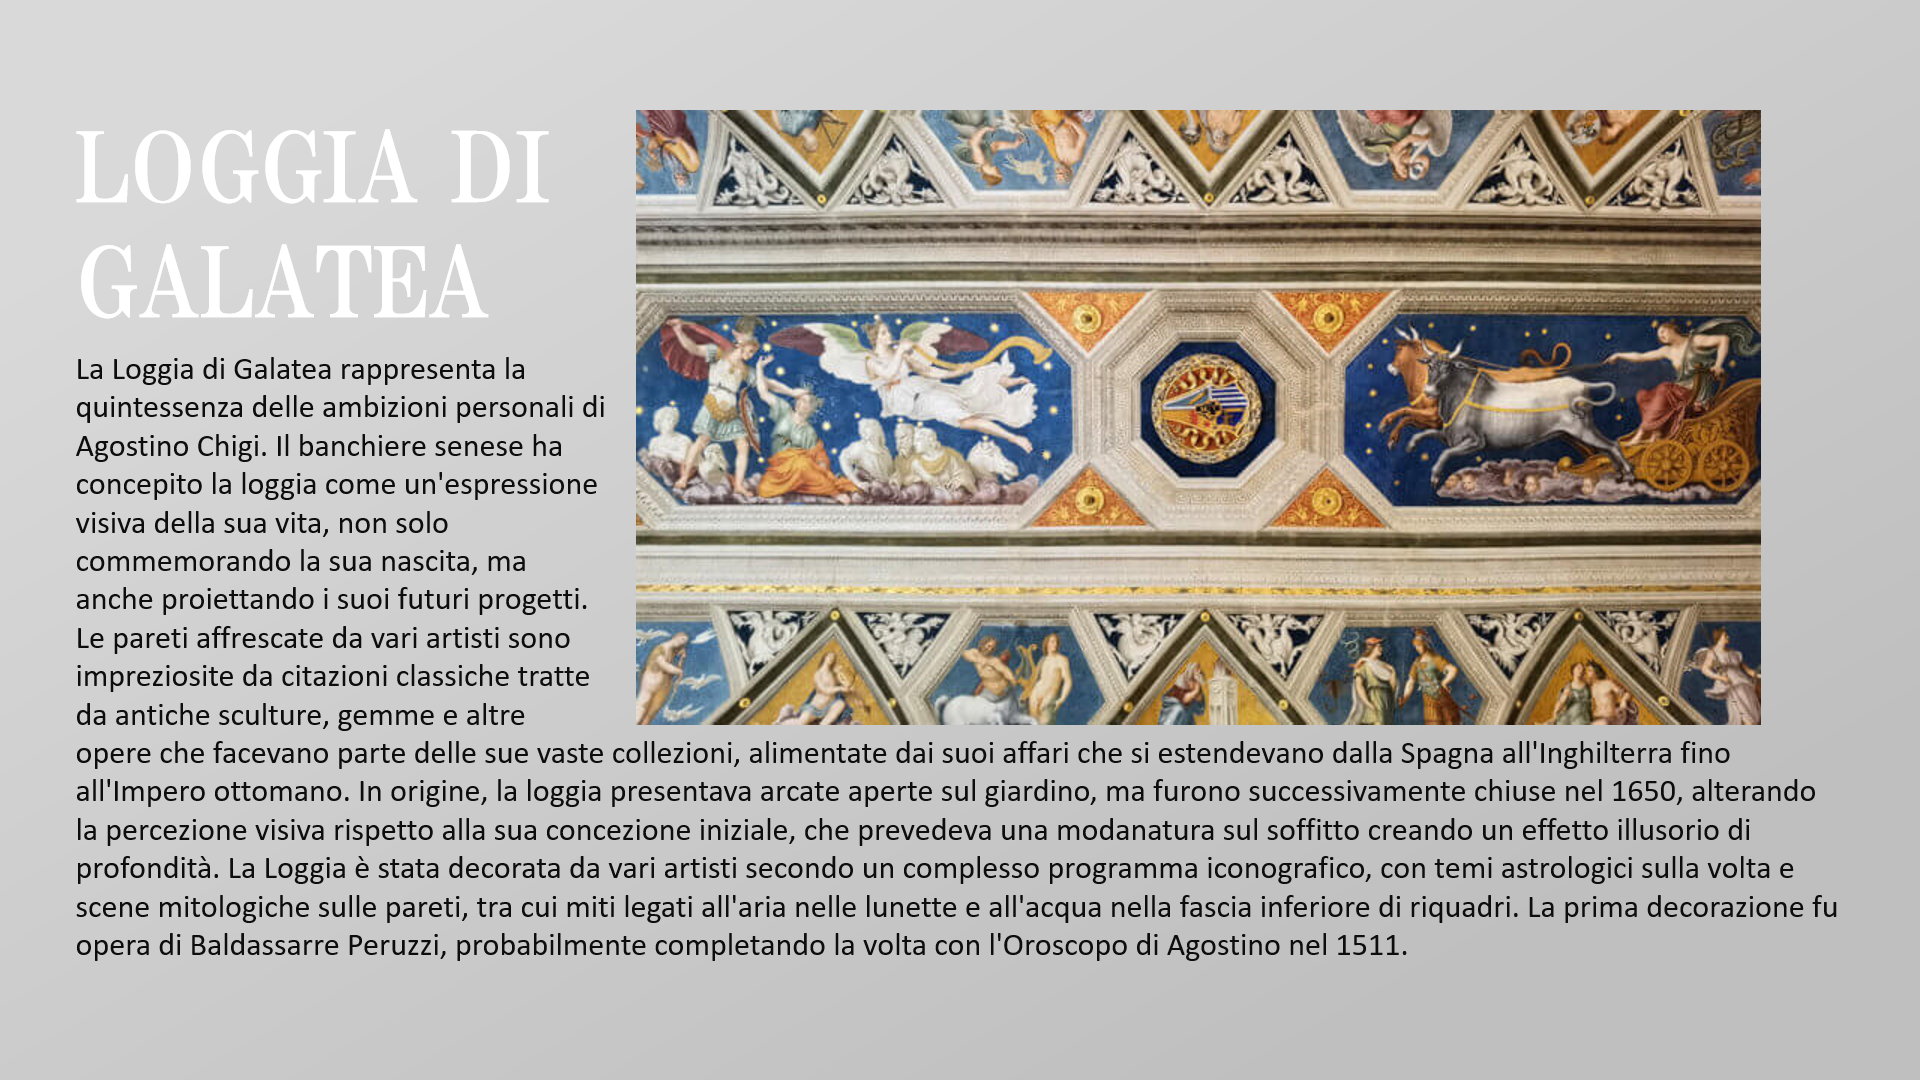 LOGGIA DI
GALATEA
La Loggia di Galatea rappresenta la
quintessenza delle ambizioni personali di
Agostino Chigi. Il banchiere senese ha
concepito la loggia come un'espressione
visiva della sua vita, non solo
commemorando la sua nascita, ma
anche proiettando i suoi futuri progetti.
Le pareti affrescate da vari artisti sono
impreziosite da citazioni classiche tratte
da antiche sculture, gemme e altre
opere che facevano parte delle sue vaste collezioni, alimentate dai suoi affari che si estendevano dalla Spagna all'Inghilterra fino
all'Impero ottomano. In origine, la loggia presentava arcate aperte sul giardino, ma furono successivamente chiuse nel 1650, alterando
la percezione visiva rispetto alla sua concezione iniziale, che prevedeva una modanatura sul soffitto creando un effetto illusorio di
profondità. La Loggia è stata decorata da vari artisti secondo un complesso programma iconografico, con temi astrologici sulla volta e
scene mitologiche sulle pareti, tra cui miti legati all'aria nelle lunette e all'acqua nella fascia inferiore di riquadri. La prima decorazione fu
opera di Baldassarre Peruzzi, probabilmente completando la volta con l'Oroscopo di Agostino nel 1511.